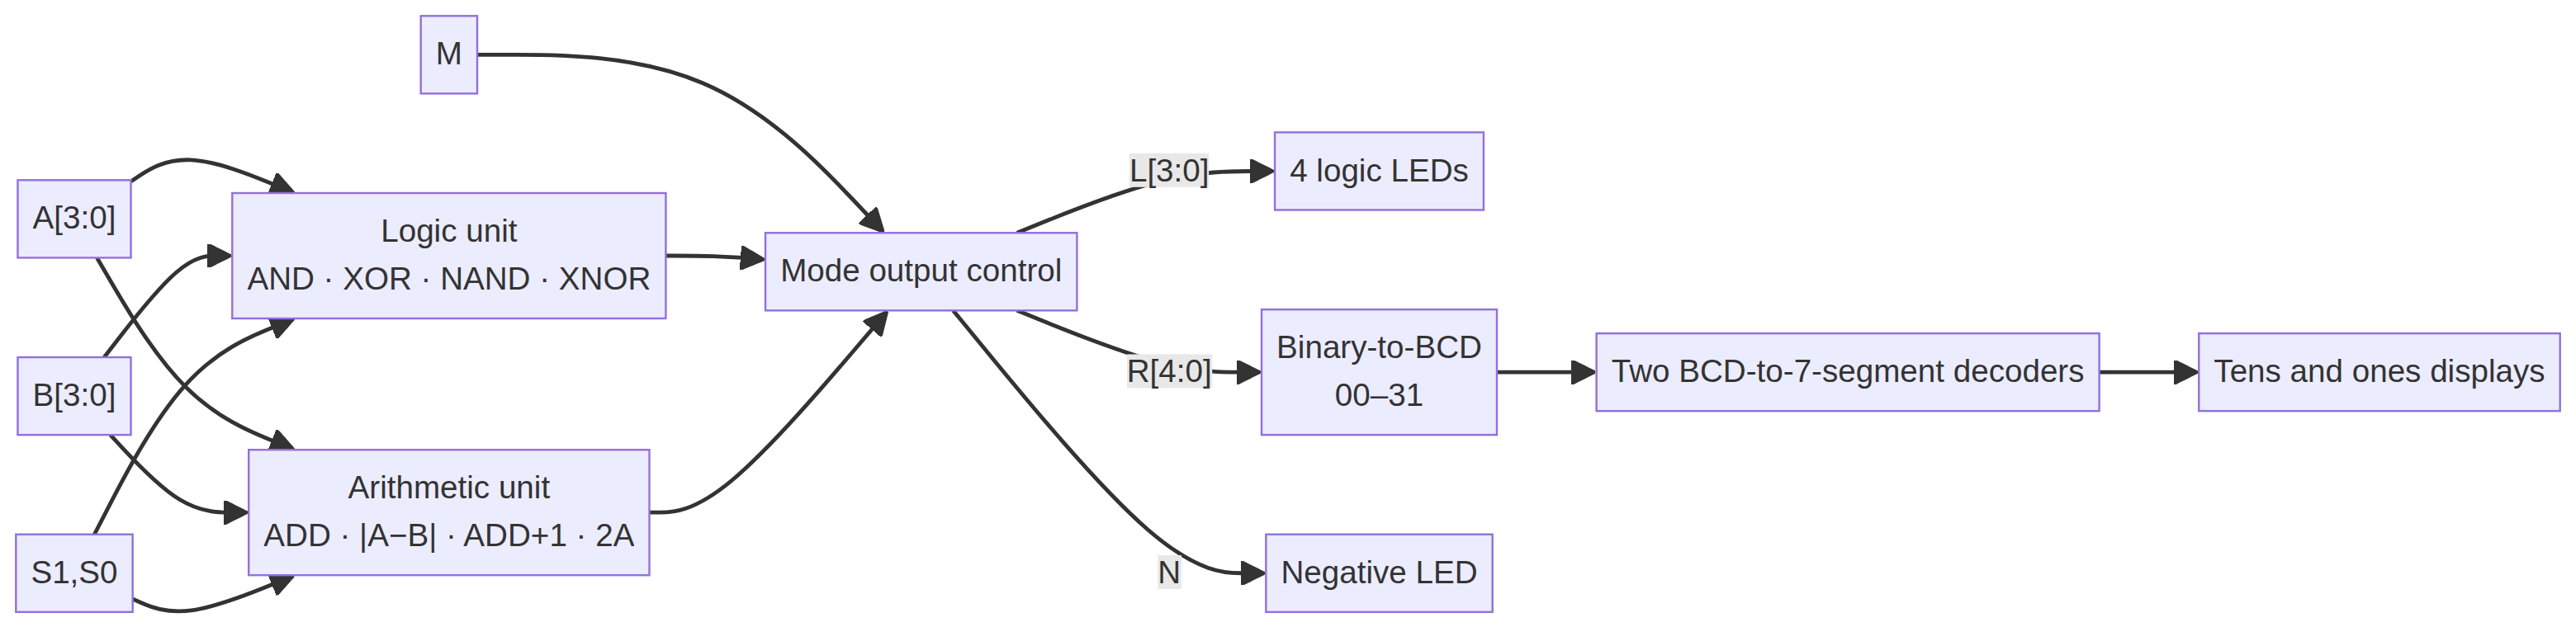 M
A[3:0]
B[3:0]
S1,S0
Logic unit
AND · XOR · NAND · XNOR
Arithmetic unit
ADD · |A−B| · ADD+1 · 2A
Mode output control
L[3:0]
R[4:0]
N
4 logic LEDs
Binary-to-BCD
00–31
Negative LED
Two BCD-to-7-segment decoders
Tens and ones displays